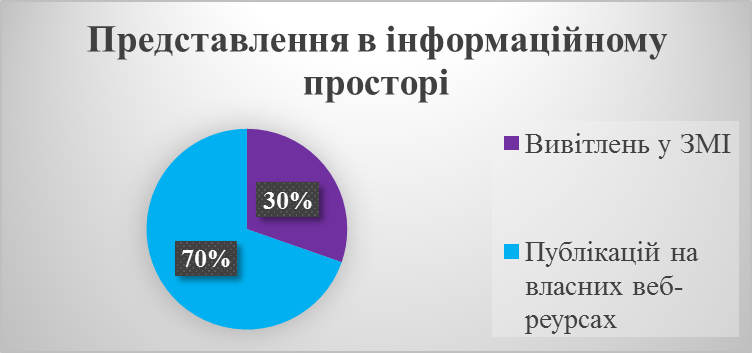 Представлення в інформаційному
просторі
30%
70%
Вивітлень у ЗМІ
Публікацій на
власних веб-
реурсах